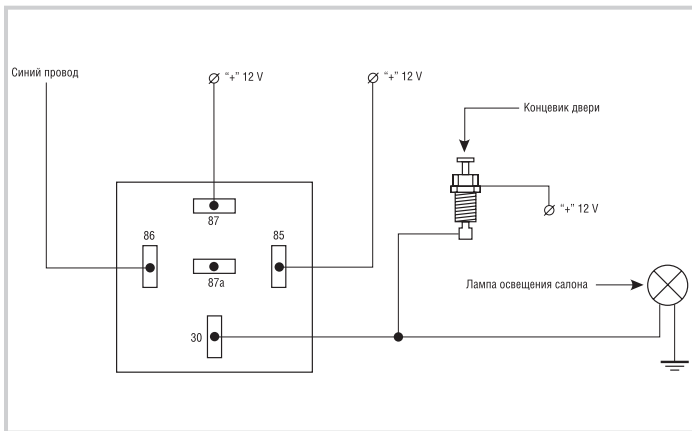 Синий провод
“+” 12 V
“+” 12 V
Концевик двери
“+” 12 V
87
86
85
87a
Лампа освещения салона
30